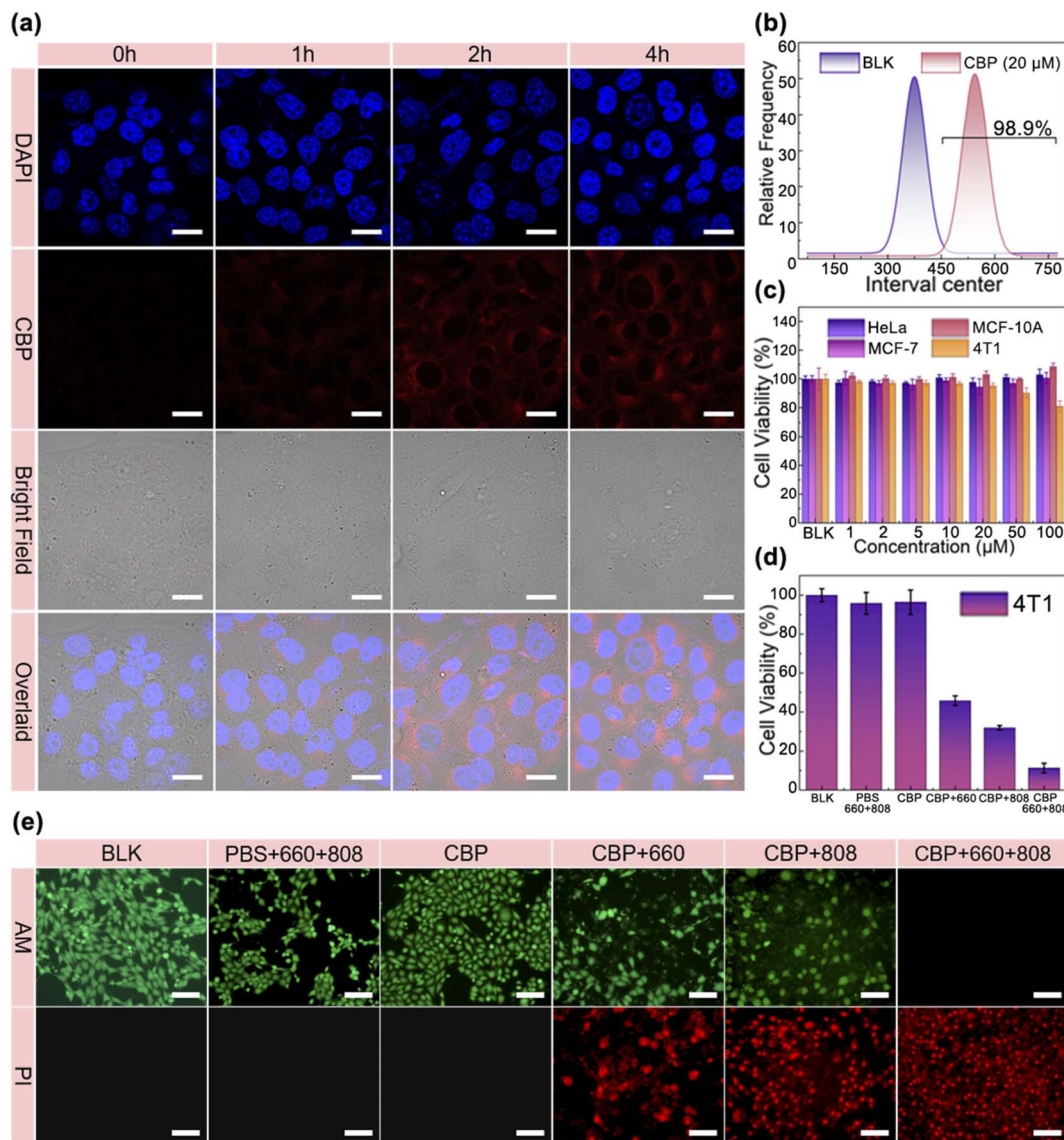 (a)
0h
1h
2h
4h
DAPI
CBP
Bright Field
Overlaid
(b)
60
50
40
30
20
10
0
Relative Frequency
BLK
CBP (20 μM)
98.9%
150
300
450
600
750
Interval center
(c)
140
120
100
80
60
40
20
0
Cell Viability (%)
HeLa
MCF-10A
MCF-7
4T1
BLK
1
2
5
10
20
50
100
Concentration (μM)
(d)
100
80
60
40
20
0
Cell Viability (%)
4T1
BLK
PBS
660+808
CBP
CBP+660
CBP+808
CBP
660+808
(e)
BLK
PBS+660+808
CBP
CBP+660
CBP+808
CBP+660+808
AM
PI